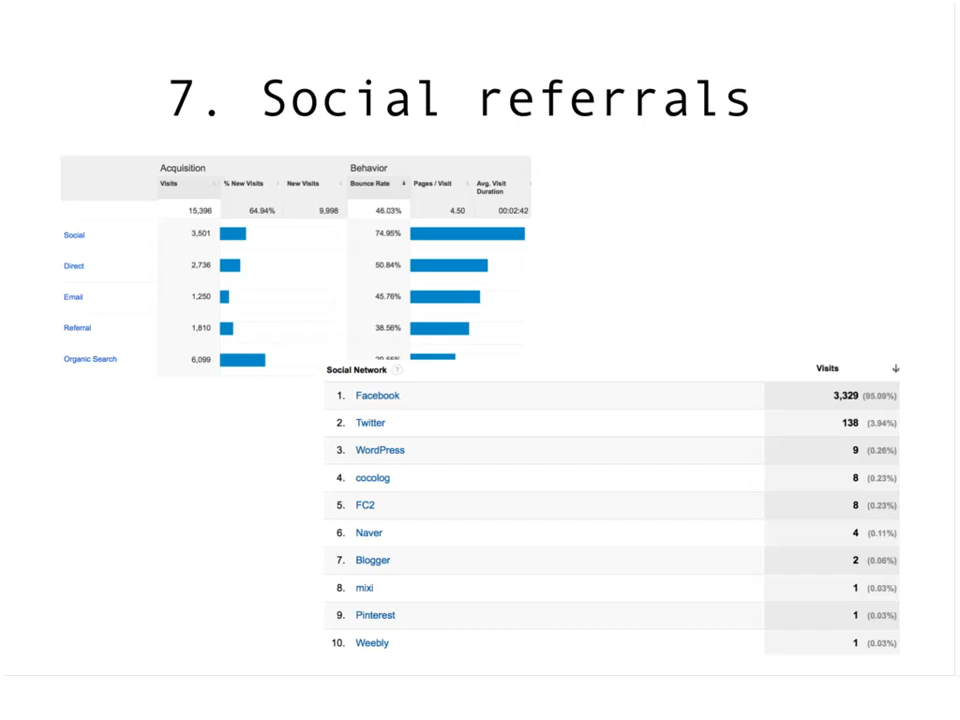 7. Social referrals
Acquisition Behavior
Visits % New Visits New Visits Bounce Rate Pages / Visit Avg. Visit Duration
15,396 64.94% 9,998 46.03% 4.50 00:02:42
Social 3,501 74.95%
Direct 2,736 50.84%
Email 1,250 45.76%
Referral 1,810 38.56%
Organic Search 6,099
Social Network ? Visits
1. Facebook 3,329 (95.09%)
2. Twitter 138 (3.94%)
3. WordPress 9 (0.26%)
4. cocolog 8 (0.23%)
5. FC2 8 (0.23%)
6. Naver 4 (0.11%)
7. Blogger 2 (0.06%)
8. mixi 1 (0.03%)
9. Pinterest 1 (0.03%)
10. Weebly 1 (0.03%)